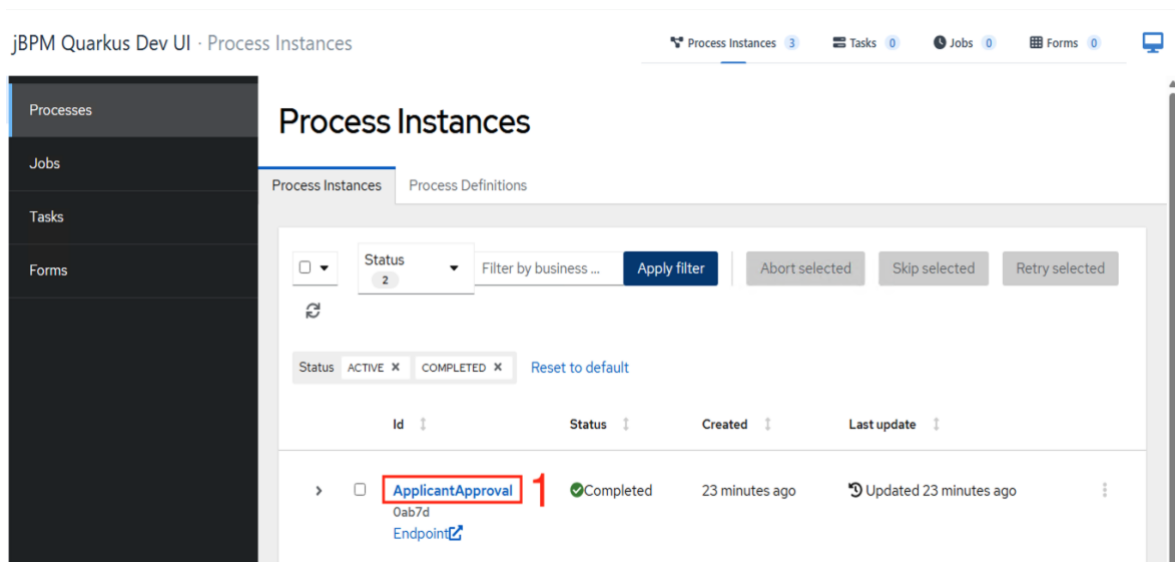 jBPM Quarkus Dev UI · Process Instances
Process Instances 3 Tasks 0 Jobs 0 Forms 0
Processes
Jobs
Tasks
Forms
Process Instances
Process Instances Process Definitions
Status 2 Filter by business ... Apply filter Abort selected Skip selected Retry selected
Status ACTIVE COMPLETED Reset to default
Id Status Created Last update
ApplicantApproval 1 Completed 23 minutes ago Updated 23 minutes ago
0ab7d
Endpoint